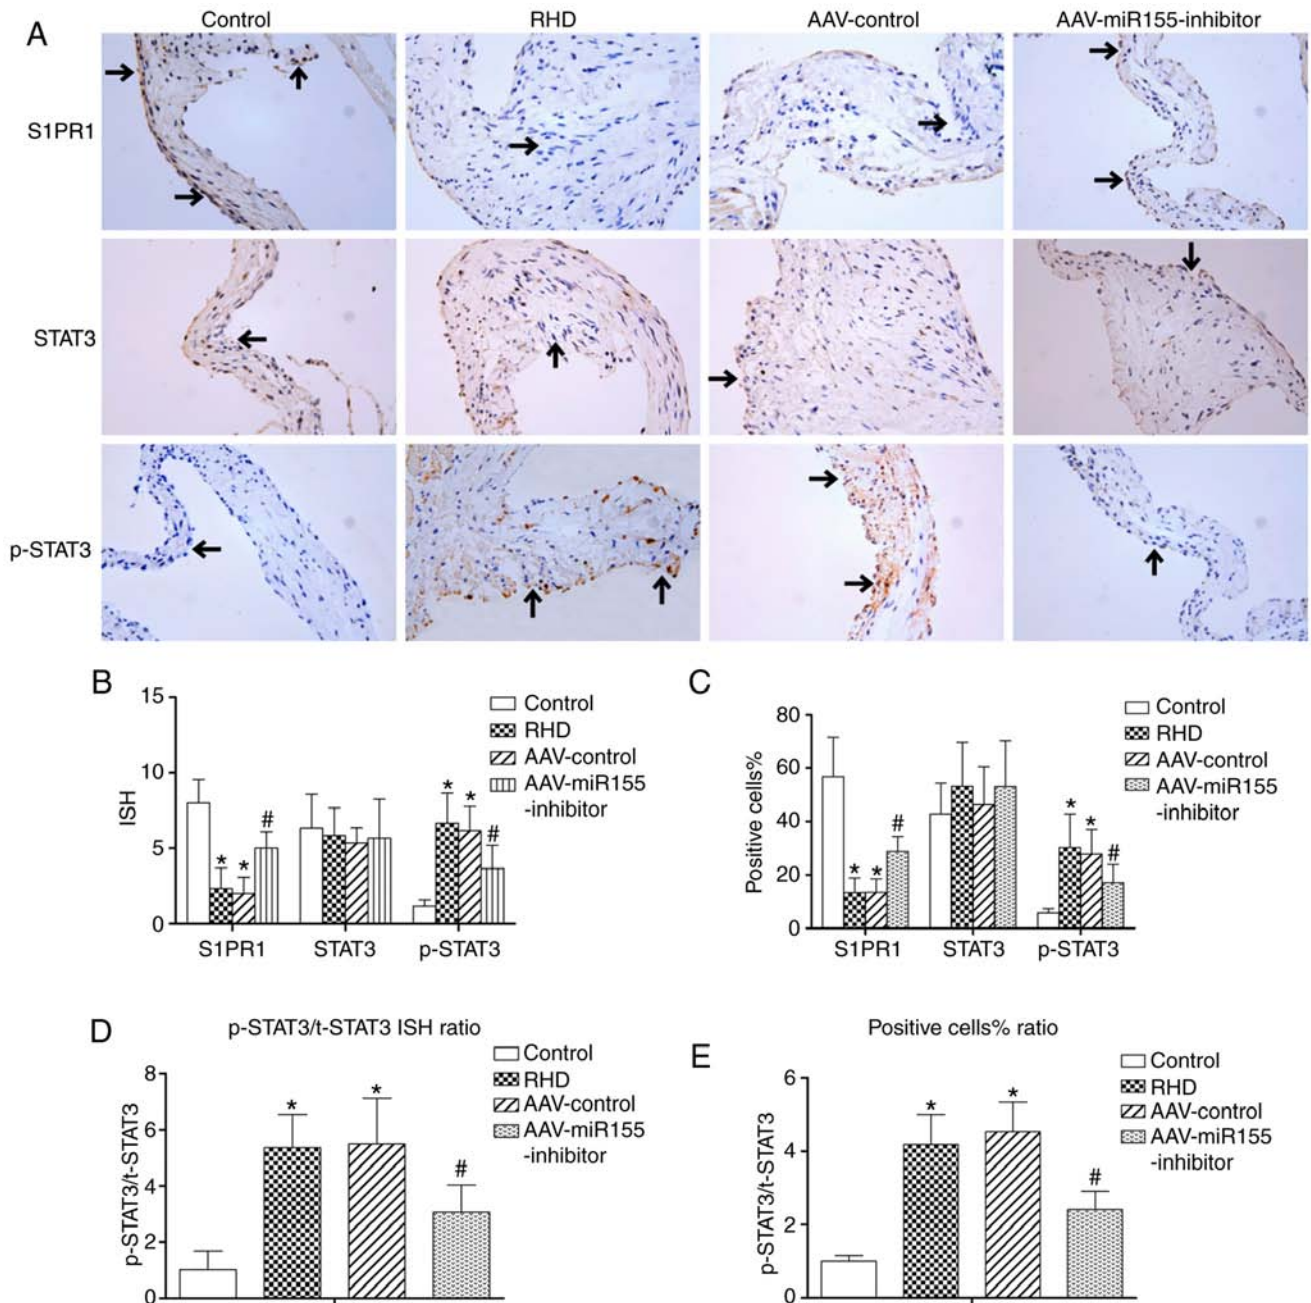 A
Control RHD AAV-control AAV-miR155-inhibitor
S1PR1
STAT3
p-STAT3
B
15
10
5
0
ISH
* * #
* * #
S1PR1 STAT3 p-STAT3
Control
RHD
AAV-control
AAV-miR155
-inhibitor
C
80
60
40
20
0
Positive cells%
* * #
* * #
S1PR1 STAT3 p-STAT3
Control
RHD
AAV-control
AAV-miR155
-inhibitor
D
p-STAT3/t-STAT3 ISH ratio
8
6
4
2
0
p-STAT3/t-STAT3
* * #
Control
RHD
AAV-control
AAV-miR155
-inhibitor
E
Positive cells% ratio
6
4
2
0
p-STAT3/t-STAT3
* * #
Control
RHD
AAV-control
AAV-miR155
-inhibitor